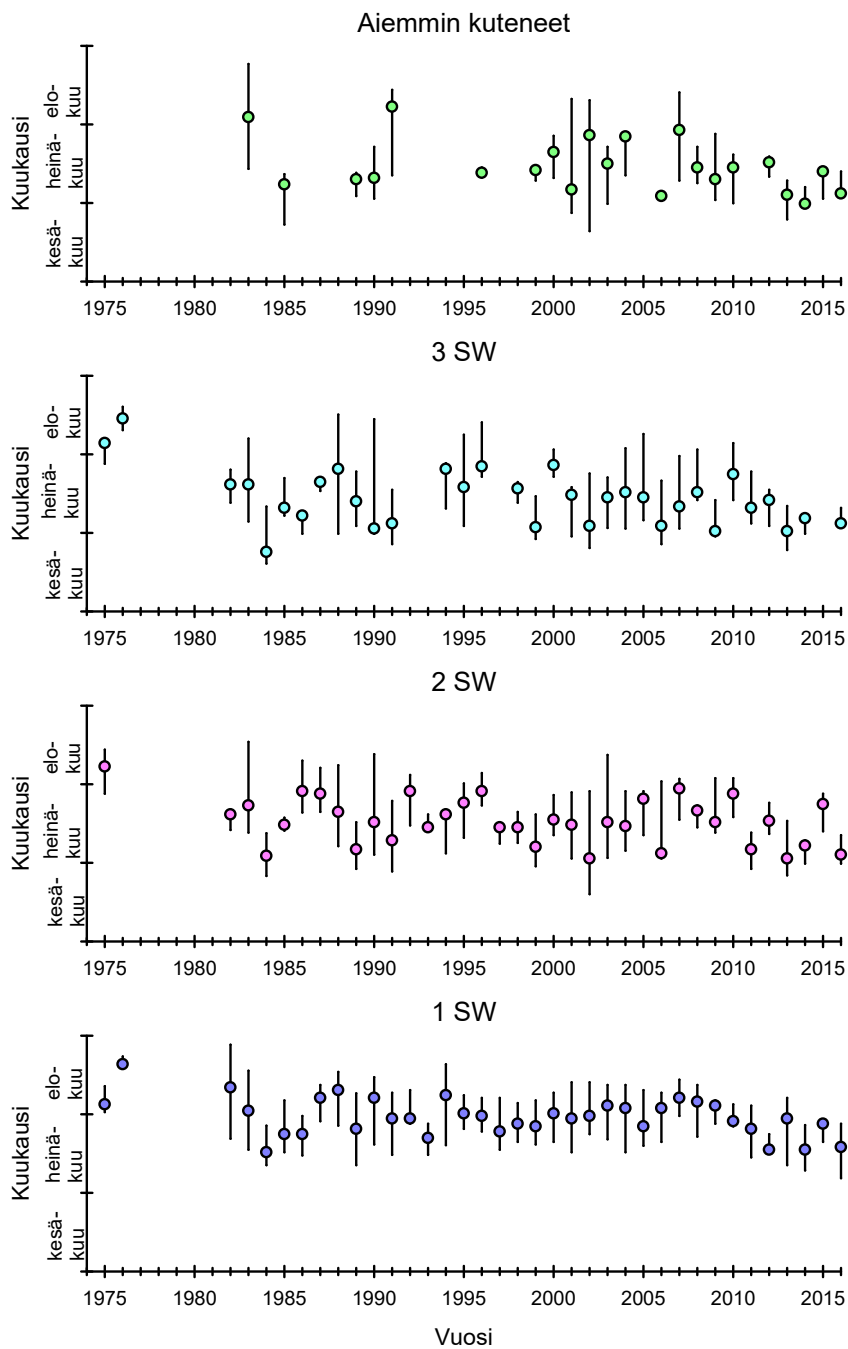 Aiemmin kuteneet
Kuukausi
elo-
kuu
heinä-
kuu
kesä-
kuu
1975 1980 1985 1990 1995 2000 2005 2010 2015
3 SW
Kuukausi
elo-
kuu
heinä-
kuu
kesä-
kuu
1975 1980 1985 1990 1995 2000 2005 2010 2015
2 SW
Kuukausi
elo-
kuu
heinä-
kuu
kesä-
kuu
1975 1980 1985 1990 1995 2000 2005 2010 2015
1 SW
Kuukausi
elo-
kuu
heinä-
kuu
kesä-
kuu
1975 1980 1985 1990 1995 2000 2005 2010 2015
Vuosi